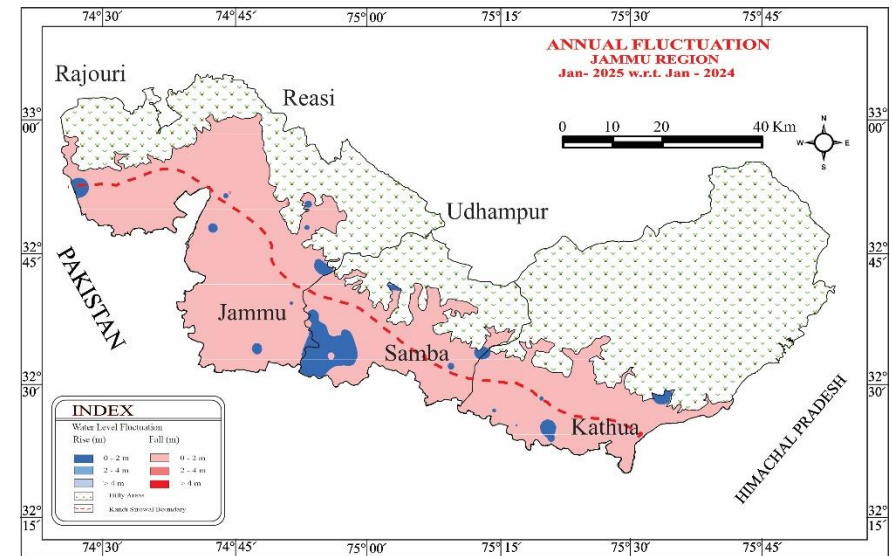 74°30' 74°45' 75°00' 75°15' 75°30' 75°45'
ANNUAL FLUCTUATION
JAMMU REGION
Jan- 2025 w.r.t. Jan - 2024
Rajouri
Reasi
33°
00'
33°
00'
0 10 20 40 Km
N
W E
S
Udhampur
32°
45'
32°
45'
PAKISTAN
Jammu
Samba
32°
30'
32°
30'
Kathua
HIMACHAL PRADESH
INDEX
Water Level Fluctuation
Rise (m) Fall (m)
0 - 2 m 0 - 2 m
2 - 4 m 2 - 4 m
> 4 m > 4 m
Hilly Areas
Kandi Sirowal Boundary
32°
15'
32°
15'
74°30' 74°45' 75°00' 75°15' 75°30' 75°45'